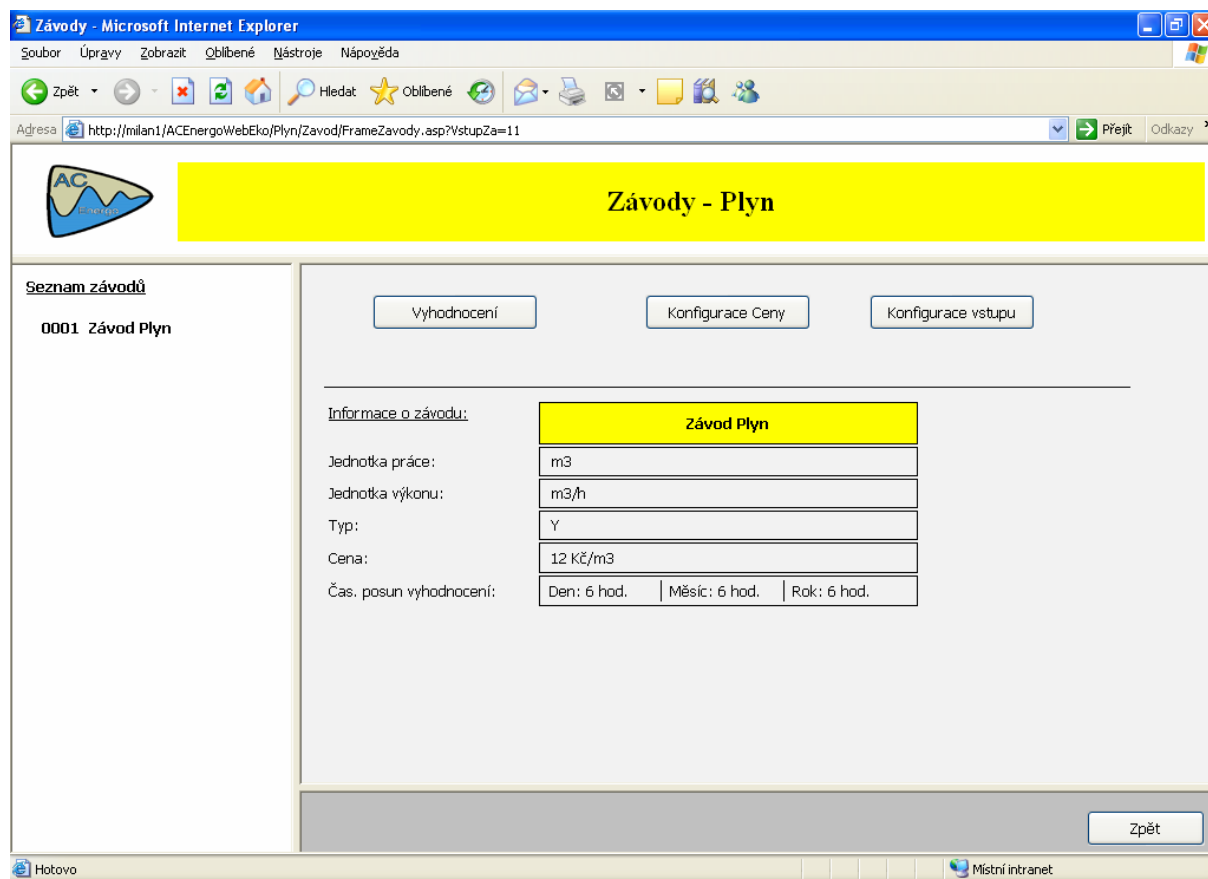 Závody - Microsoft Internet Explorer
Soubor Úpravy Zobrazit Oblíbené Nástroje Nápověda
Zpět Hledat Oblíbené
Adresa http://milan1/ACEnergoWebEko/Plyn/Zavod/FrameZavody.asp?VstupZa=11 Přejít Odkazy »
AC
Energo
Závody - Plyn
Seznam závodů
0001 Závod Plyn
Vyhodnocení Konfigurace Ceny Konfigurace vstupu
Informace o závodu: Závod Plyn
Jednotka práce: m3
Jednotka výkonu: m3/h
Typ: Y
Cena: 12 Kč/m3
Čas. posun vyhodnocení: Den: 6 hod. Měsíc: 6 hod. Rok: 6 hod.
Zpět
Hotovo Místní intranet